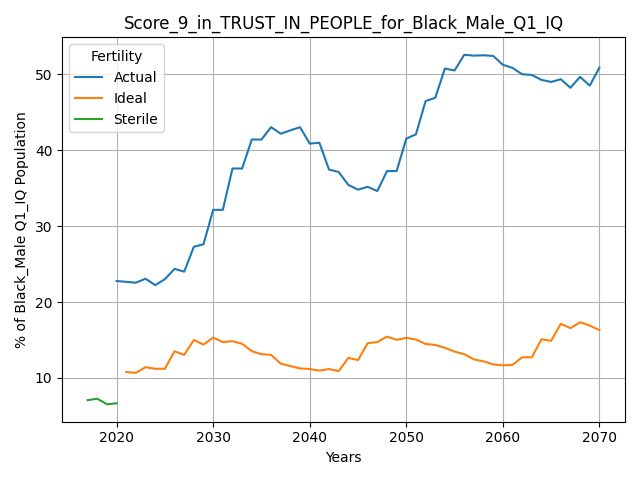 Score_9_in_TRUST_IN_PEOPLE_for_Black_Male_Q1_IQ
Fertility
Actual
Ideal
Sterile
% of Black_Male Q1_IQ Population
50
40
30
20
10
2020 2030 2040 2050 2060 2070
Years